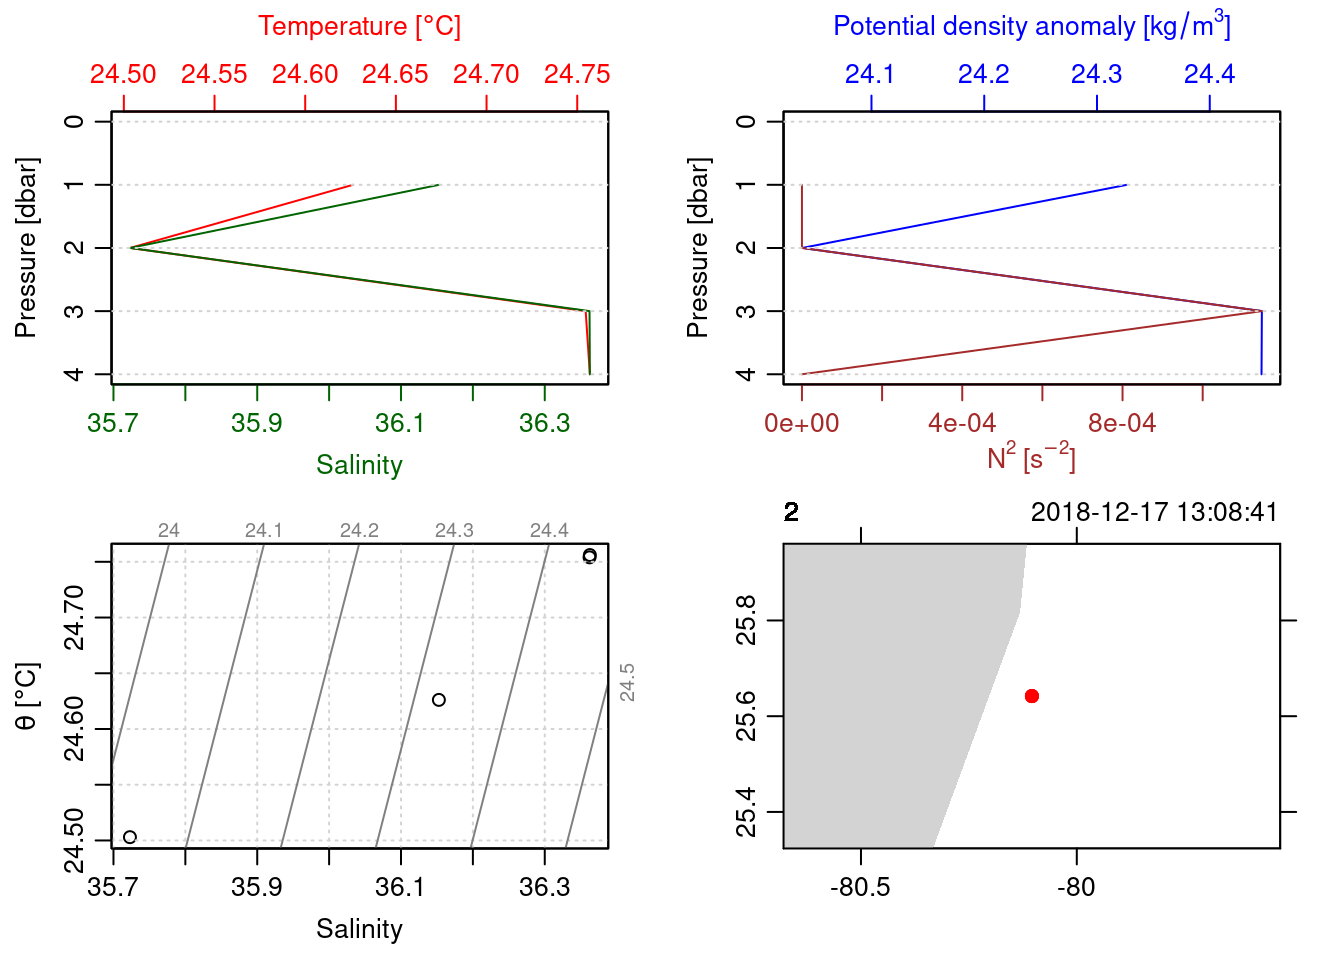 Temperature [°C]
24.50 24.55 24.60 24.65 24.70 24.75
Pressure [dbar]
0
1
2
3
4
35.7 35.9 36.1 36.3
Salinity
Potential density anomaly [kg/m³]
24.1 24.2 24.3 24.4
Pressure [dbar]
0
1
2
3
4
0e+00 4e-04 8e-04
N² [s⁻²]
24 24.1 24.2 24.3 24.4
24.5
θ [°C]
24.70
24.60
24.50
35.7 35.9 36.1 36.3
Salinity
2 2018-12-17 13:08:41
25.8
25.6
25.4
-80.5 -80